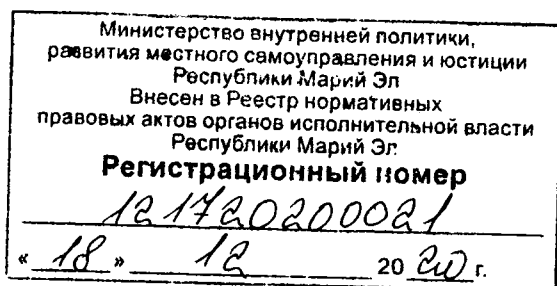 Министерство внутренней политики,
развития местного самоуправления и юстиции
Республики Марий Эл
Внесен в Реестр нормативных
правовых актов органов исполнительной власти
Республики Марий Эл
Регистрационный номер
121720200021
« 18 » 12 20 20 г.